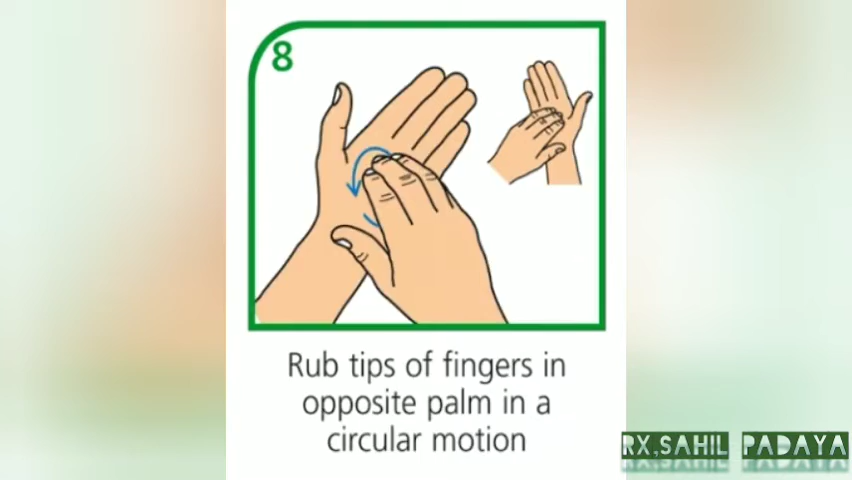 8
Rub tips of fingers in
opposite palm in a
circular motion
RX,SAHIL PADAYA